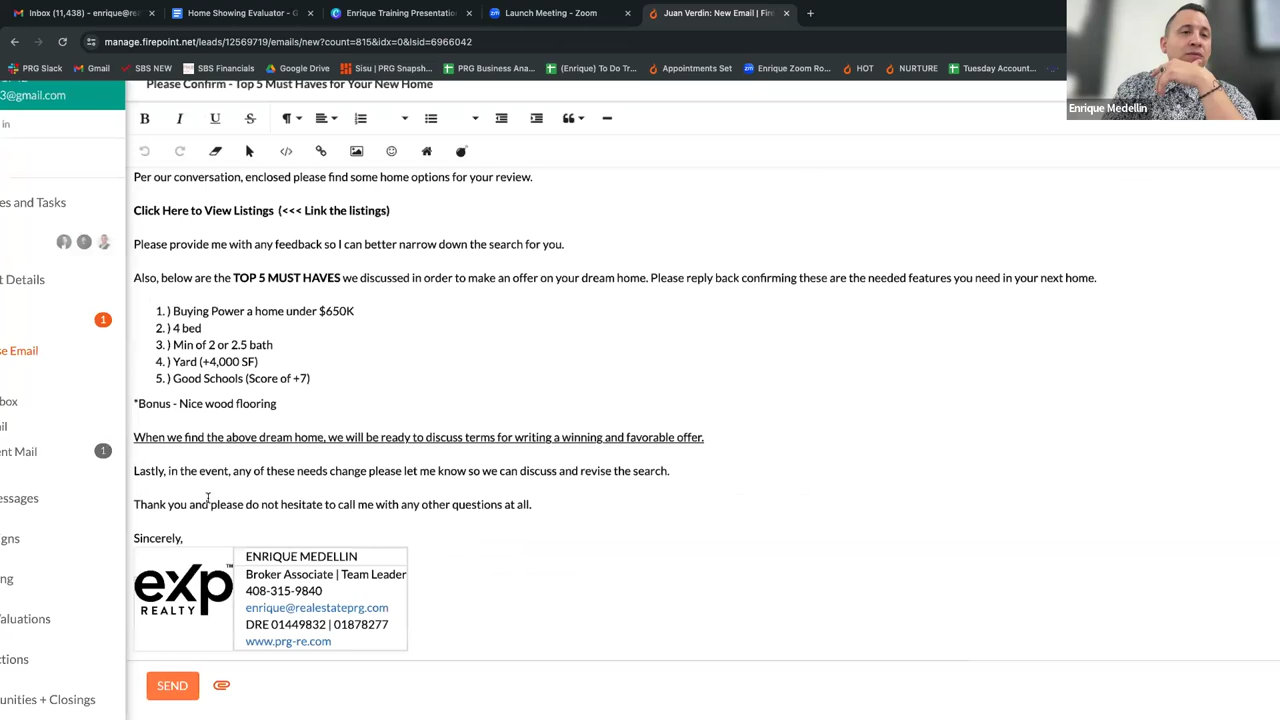 Inbox (11,438) - enrique@rea
Home Showing Evaluator - G
Enrique Training Presentatio
Launch Meeting - Zoom
Juan Verdin: New Email | Fire
manage.firepoint.net/leads/12569719/emails/new?count=815&idx=0&lsid=6966042
PRG Slack
Gmail
SBS NEW
SBS Financials
Google Drive
Sisu | PRG Snapsh...
PRG Business Ana...
(Enrique) To Do Tr...
Appointments Set
Enrique Zoom Ro...
HOT
NURTURE
Tuesday Account...
Enrique Medellin
3@gmail.com
in
es and Tasks
t Details
1
se Email
box
il
ent Mail
1
essages
gns
ng
aluations
ctions
unities + Closings
Please Confirm - Top 5 Must Haves for Your New Home
Per our conversation, enclosed please find some home options for your review.
Click Here to View Listings (<<< Link the listings)
Please provide me with any feedback so I can better narrow down the search for you.
Also, below are the TOP 5 MUST HAVES we discussed in order to make an offer on your dream home. Please reply back confirming these are the needed features you need in your next home.
1. ) Buying Power a home under $650K
2. ) 4 bed
3. ) Min of 2 or 2.5 bath
4. ) Yard (+4,000 SF)
5. ) Good Schools (Score of +7)
*Bonus - Nice wood flooring
When we find the above dream home, we will be ready to discuss terms for writing a winning and favorable offer.
Lastly, in the event, any of these needs change please let me know so we can discuss and revise the search.
Thank you and please do not hesitate to call me with any other questions at all.
Sincerely,
exp™
REALTY
ENRIQUE MEDELLIN
Broker Associate | Team Leader
408-315-9840
enrique@realestateprg.com
DRE 01449832 | 01878277
www.prg-re.com
SEND